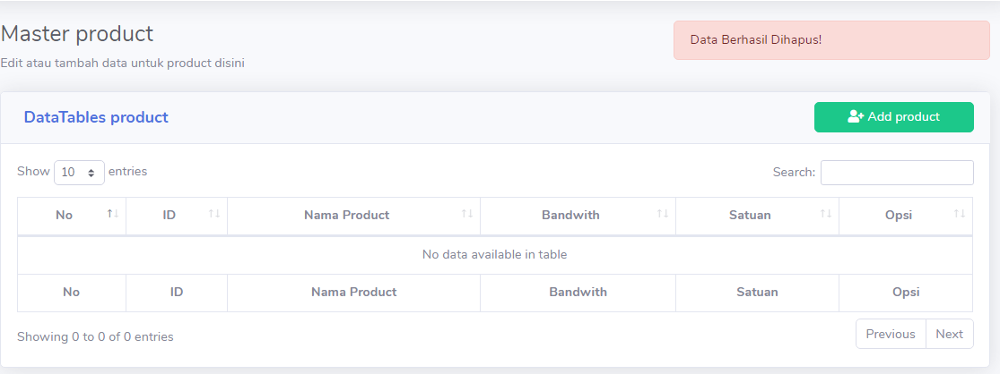 Master product
Data Berhasil Dihapus!
Edit atau tambah data untuk product disini
DataTables product
Add product
Show 10 entries
Search:
No ID Nama Product Bandwith Satuan Opsi
No data available in table
No ID Nama Product Bandwith Satuan Opsi
Showing 0 to 0 of 0 entries
Previous Next